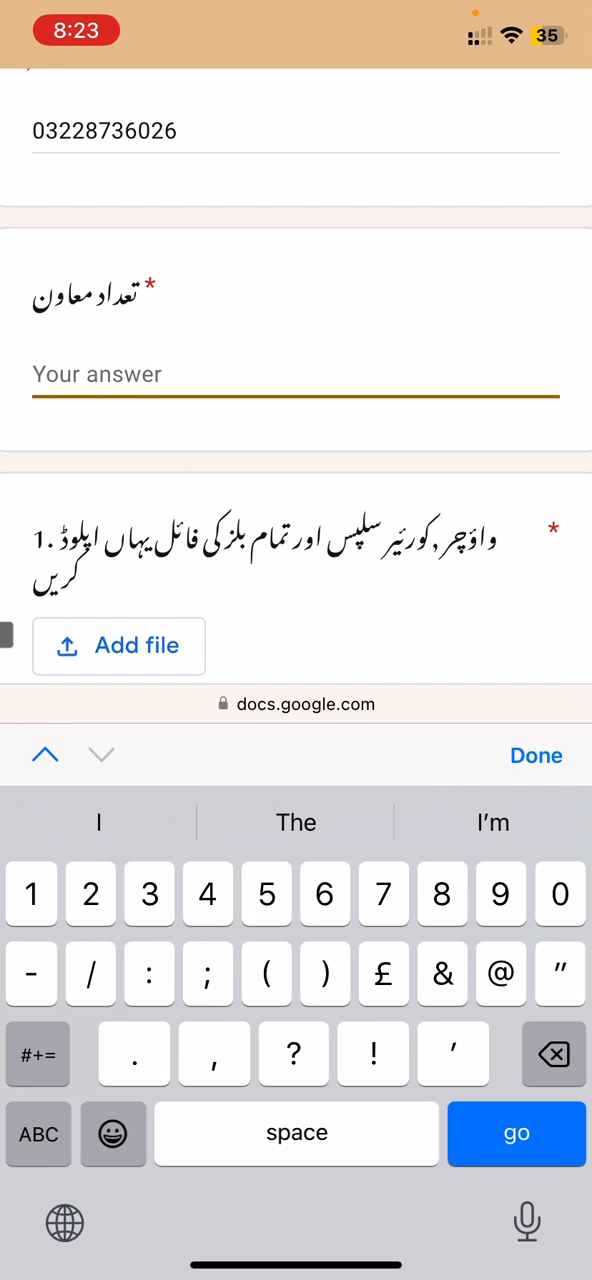 8:23
35
03228736026
تعداد معاون *
Your answer
1. واؤچر, کورئیر سلپس اور تمام بلز کی فائل یہاں اپلوڈ *
کریں
Add file
docs.google.com
Done
I The I'm
1 2 3 4 5 6 7 8 9 0
- / : ; ( ) £ & @ "
#+= . , ? ! '
ABC space go